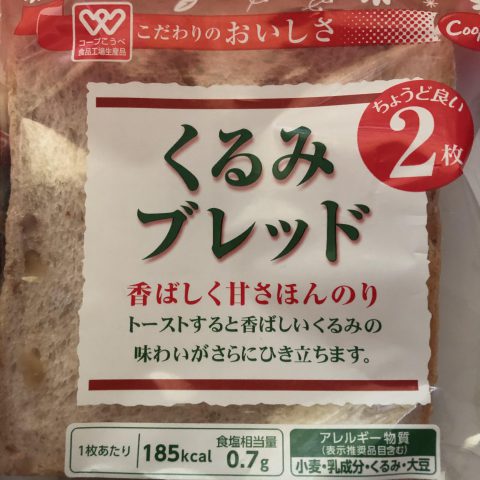 コープこうべ
食品工場生産品
こだわりのおいしさ
Coop
ちょうど良い
2枚
くるみ
ブレッド
香ばしく甘さほんのり
トーストすると香ばしいくるみの
味わいがさらにひき立ちます。
1枚あたり 185kcal 食塩相当量 0.7g
アレルギー物質
(表示推奨品目含む)
小麦・乳成分・くるみ・大豆